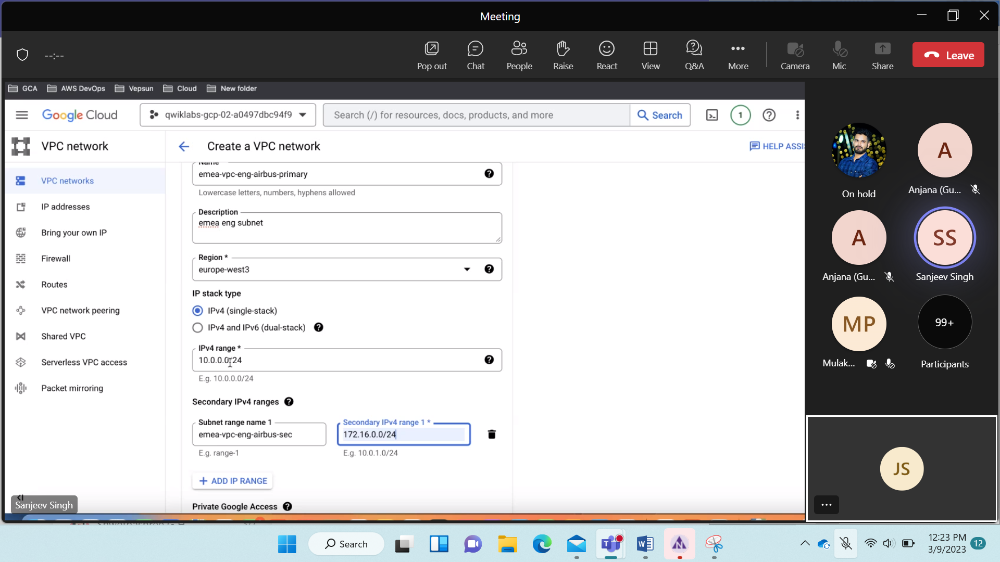 Meeting
--:--
Pop out
Chat
People
Raise
React
View
Q&A
More
Camera
Mic
Share
Leave
GCA
AWS DevOps
Vepsun
Cloud
New folder
Google Cloud
qwiklabs-gcp-02-a0497dbc94f9
Search (/) for resources, docs, products, and more
Search
1
VPC network
Create a VPC network
HELP ASSI
VPC networks
IP addresses
Bring your own IP
Firewall
Routes
VPC network peering
Shared VPC
Serverless VPC access
Packet mirroring
Name
emea-vpc-eng-airbus-primary
Lowercase letters, numbers, hyphens allowed
Description
emea eng subnet
Region *
europe-west3
IP stack type
IPv4 (single-stack)
IPv4 and IPv6 (dual-stack)
IPv4 range *
10.0.0.0/24
E.g. 10.0.0.0/24
Secondary IPv4 ranges
Subnet range name 1
emea-vpc-eng-airbus-sec
E.g. range-1
Secondary IPv4 range 1 *
172.16.0.0/24
E.g. 10.0.1.0/24
+ ADD IP RANGE
Private Google Access
Sanjeev Singh
On hold
A
Anjana (Gu...
A
Anjana (Gu...
SS
Sanjeev Singh
MP
Mulak...
99+
Participants
JS
Search
12:23 PM
3/9/2023
12